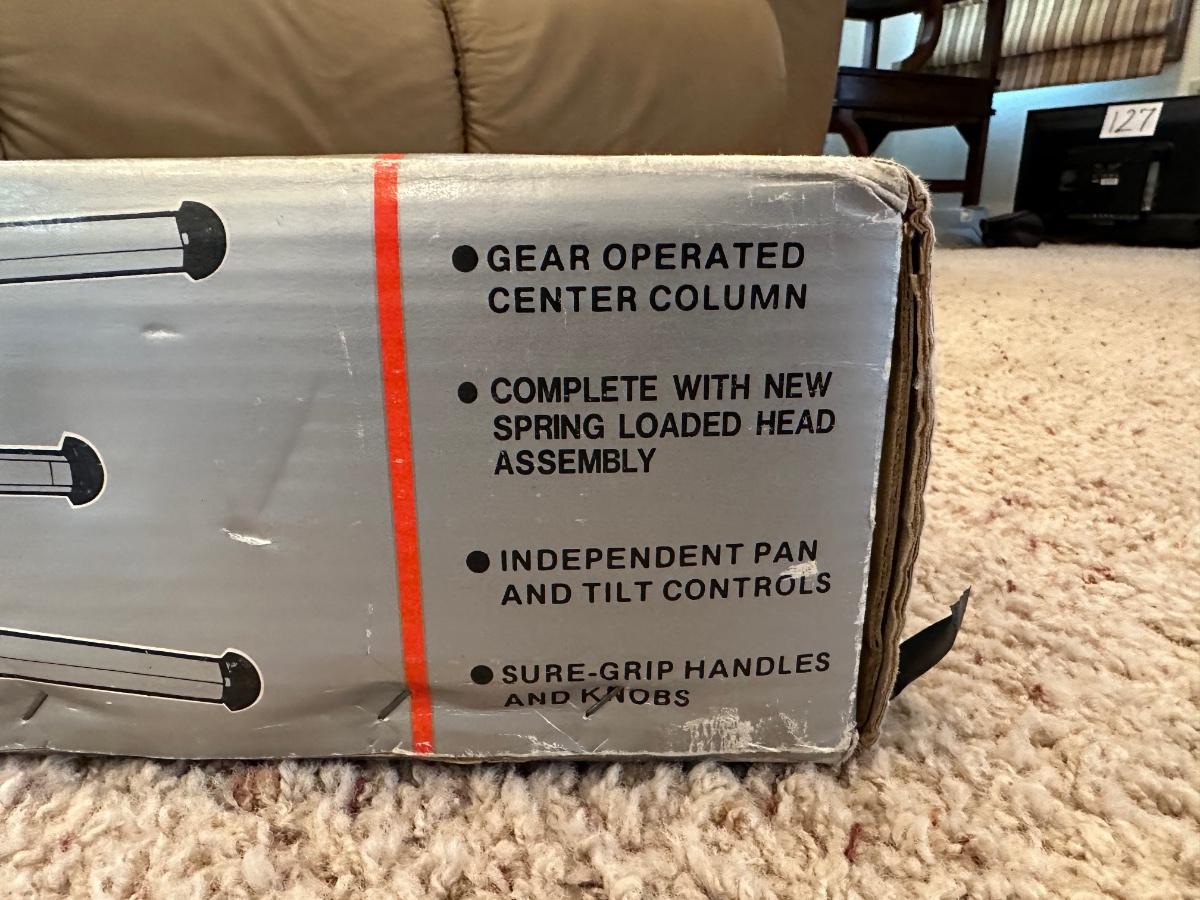 127
● GEAR OPERATED
CENTER COLUMN
● COMPLETE WITH NEW
SPRING LOADED HEAD
ASSEMBLY
● INDEPENDENT PAN
AND TILT CONTROLS
● SURE-GRIP HANDLES
AND KNOBS